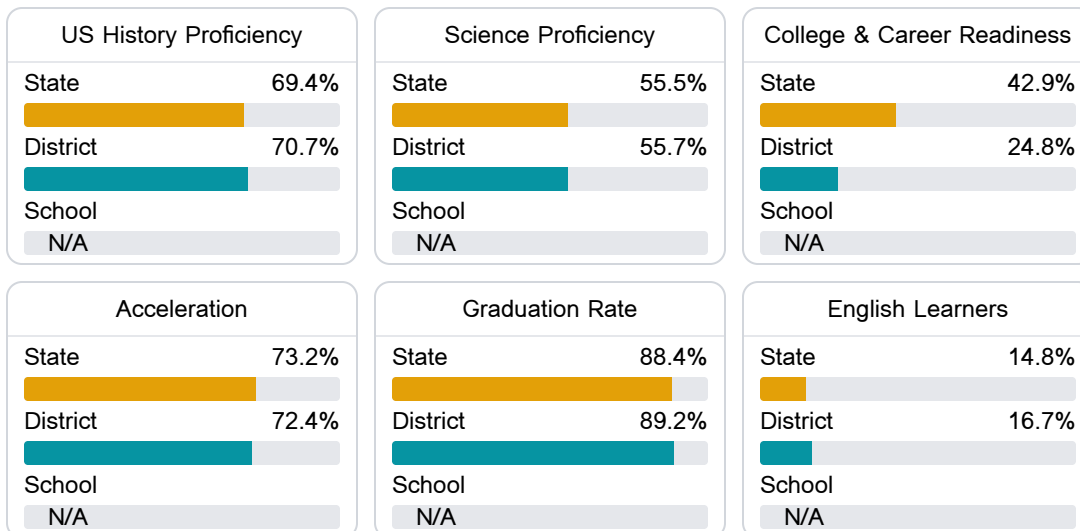 US History Proficiency
State 69.4%
District 70.7%
School
N/A
Science Proficiency
State 55.5%
District 55.7%
School
N/A
College & Career Readiness
State 42.9%
District 24.8%
School
N/A
Acceleration
State 73.2%
District 72.4%
School
N/A
Graduation Rate
State 88.4%
District 89.2%
School
N/A
English Learners
State 14.8%
District 16.7%
School
N/A